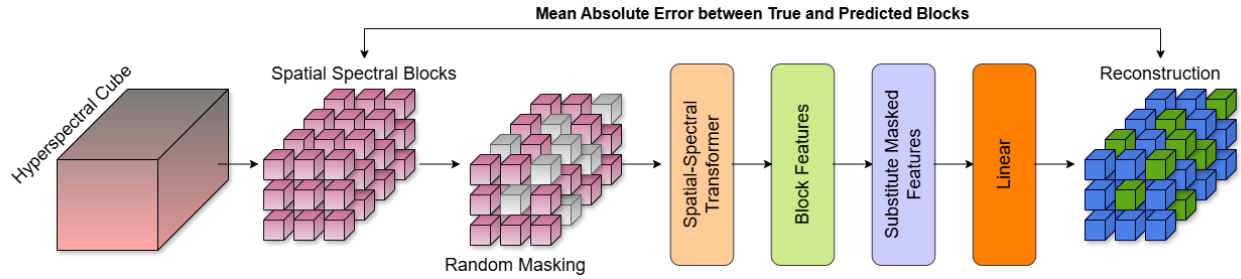 Mean Absolute Error between True and Predicted Blocks
Hyperspectral Cube
Spatial Spectral Blocks
Random Masking
Spatial-Spectral
Transformer
Block Features
Substitute Masked
Features
Linear
Reconstruction